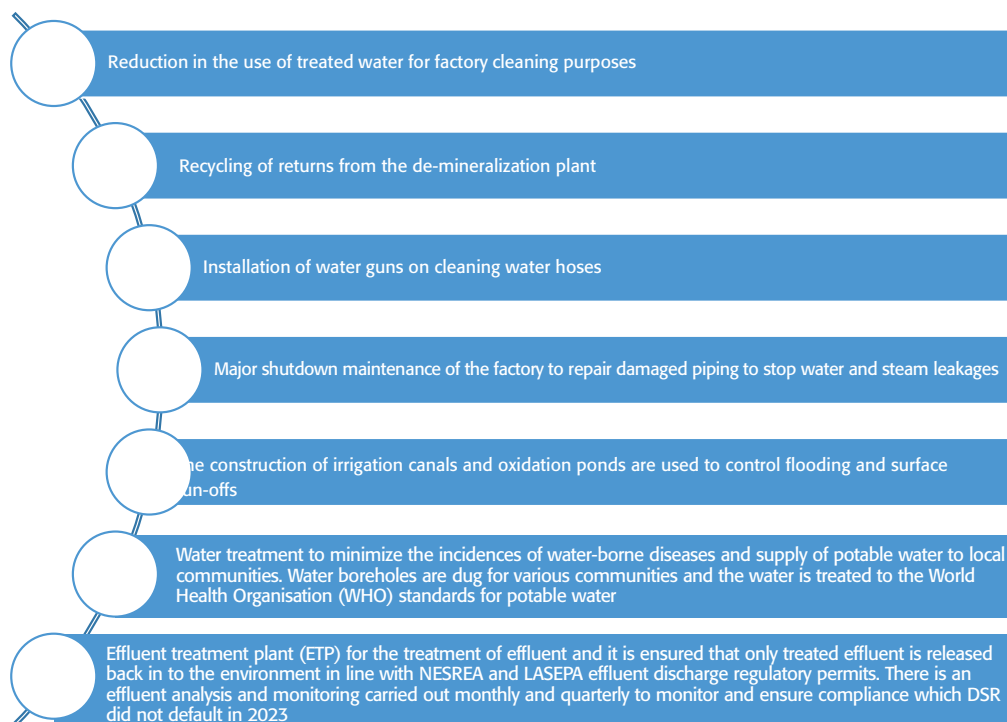 Reduction in the use of treated water for factory cleaning purposes
Recycling of returns from the de-mineralization plant
Installation of water guns on cleaning water hoses
Major shutdown maintenance of the factory to repair damaged piping to stop water and steam leakages
construction of irrigation canals and oxidation ponds are used to control flooding and surface
Water treatment to minimize the incidences of water-borne diseases and supply of potable water to local
communities. Water boreholes are dug for various communities and the water is treated to the World
Health Organisation (WHO) standards for potable water
Effluent treatment plant (ETP) for the treatment of effluent and it is ensured that only treated effluent is released
back in to the environment in line with NESREA and LASEPA effluent discharge regulatory permits. There is an
effluent analysis and monitoring carried out monthly and quarterly to monitor and ensure compliance which DSR
did not default in 2023